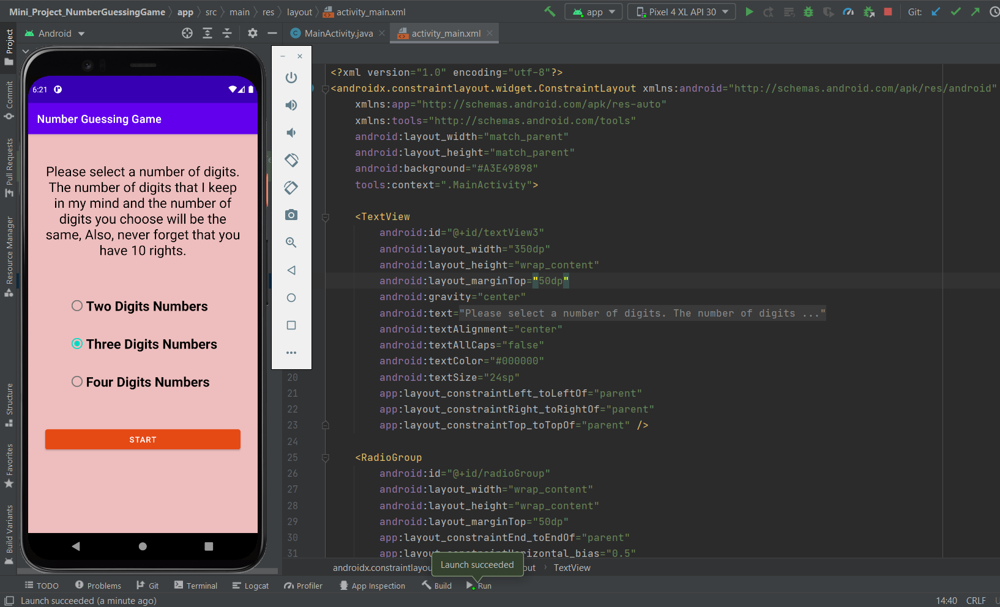 Mini_Project_NumberGuessingGame app src main res layout activity_main.xml
app Pixel 4 XL API 30 Git:
Android MainActivity.java activity_main.xml
Project
Commit
Pull Requests
Resource Manager
Structure
Favorites
Build Variants
6:21
Number Guessing Game
Please select a number of digits.
The number of digits that I keep
in my mind and the number of
digits you choose will be the
same, Also, never forget that you
have 10 rights.
Two Digits Numbers
Three Digits Numbers
Four Digits Numbers
START
<?xml version="1.0" encoding="utf-8"?>
<androidx.constraintlayout.widget.ConstraintLayout xmlns:android="http://schemas.android.com/apk/res/android"
xmlns:app="http://schemas.android.com/apk/res-auto"
xmlns:tools="http://schemas.android.com/tools"
android:layout_width="match_parent"
android:layout_height="match_parent"
android:background="#A3E49898"
tools:context=".MainActivity">
<TextView
android:id="@+id/textView3"
android:layout_width="350dp"
android:layout_height="wrap_content"
android:layout_marginTop="50dp"
android:gravity="center"
android:text="Please select a number of digits. The number of digits ..."
android:textAlignment="center"
android:textAllCaps="false"
android:textColor="#000000"
20 android:textSize="24sp"
21 app:layout_constraintLeft_toLeftOf="parent"
22 app:layout_constraintRight_toRightOf="parent"
23 app:layout_constraintTop_toTopOf="parent" />
24
25 <RadioGroup
26 android:id="@+id/radioGroup"
27 android:layout_width="wrap_content"
28 android:layout_height="wrap_content"
29 android:layout_marginTop="50dp"
30 app:layout_constraintEnd_toEndOf="parent"
31 app:layout_constraintHorizontal_bias="0.5"
Launch succeeded
androidx.constraintlayou out TextView
TODO Problems Git Terminal Logcat Profiler App Inspection Build Run
Launch succeeded (a minute ago) 14:40 CRLF